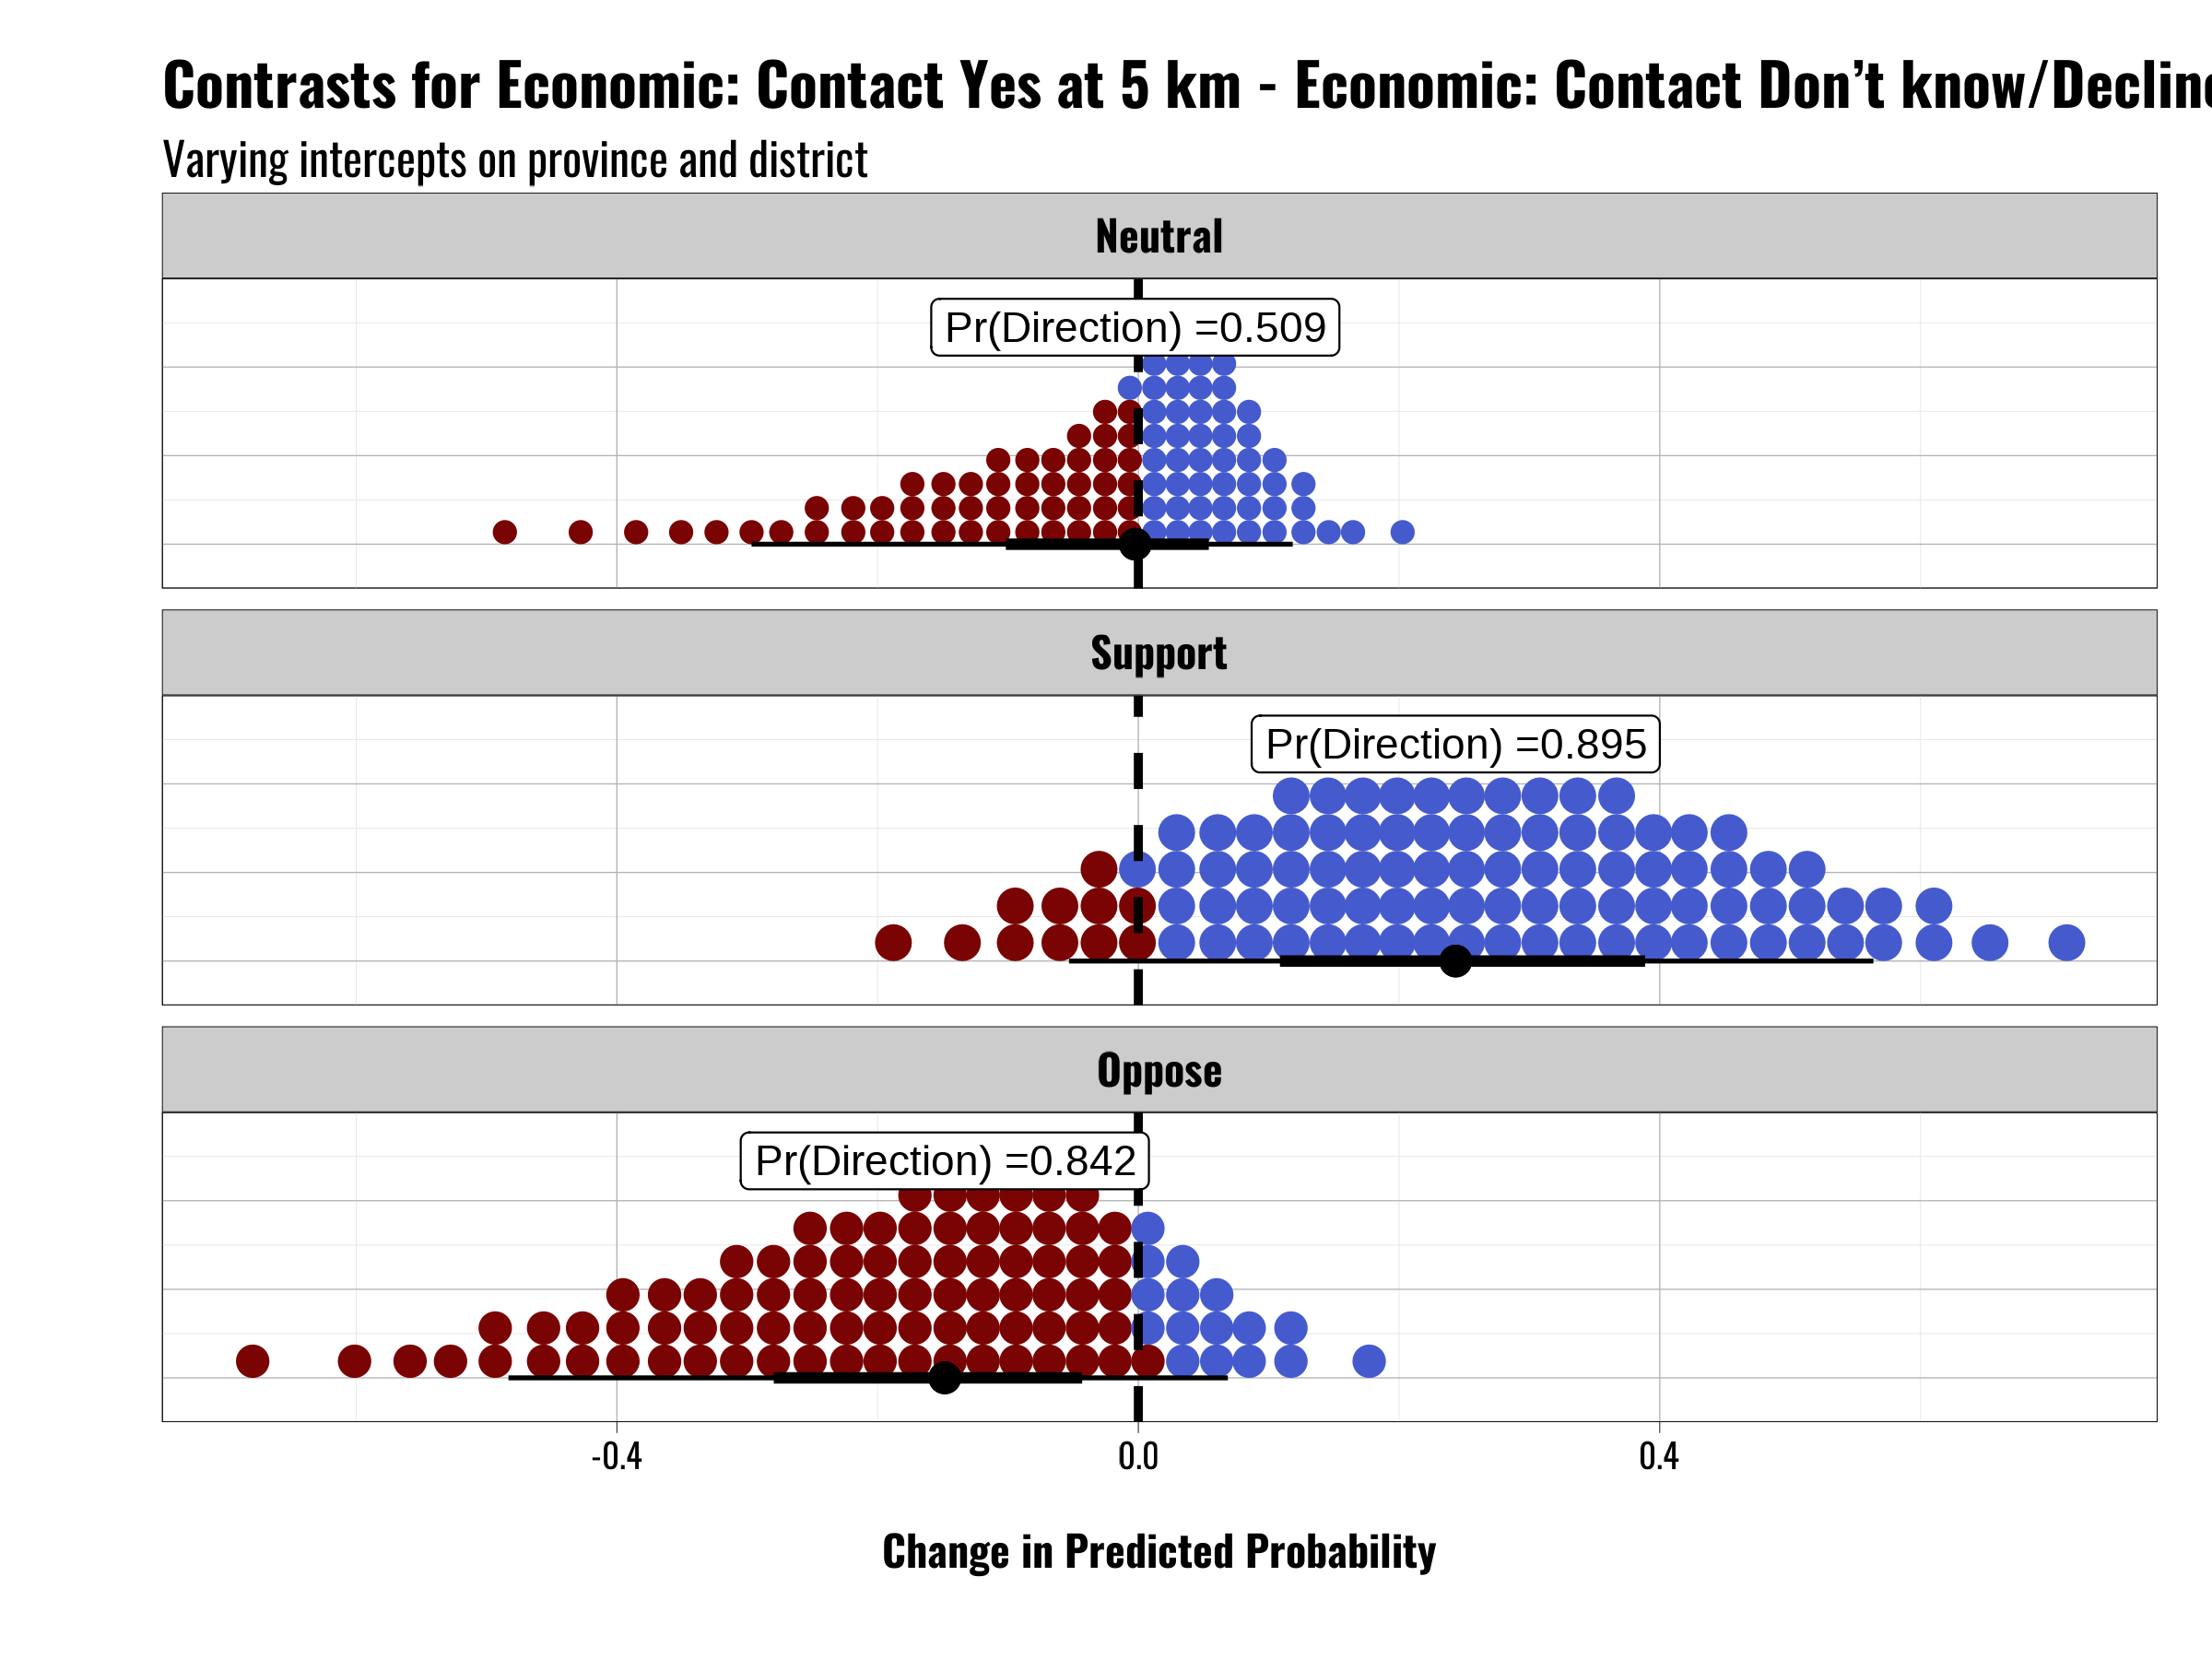 Contrasts for Economic: Contact Yes at 5 km - Economic: Contact Don’t know/Decline
Varying intercepts on province and district
Neutral
Pr(Direction) =0.509
Support
Pr(Direction) =0.895
Oppose
Pr(Direction) =0.842
-0.4 0.0 0.4
Change in Predicted Probability